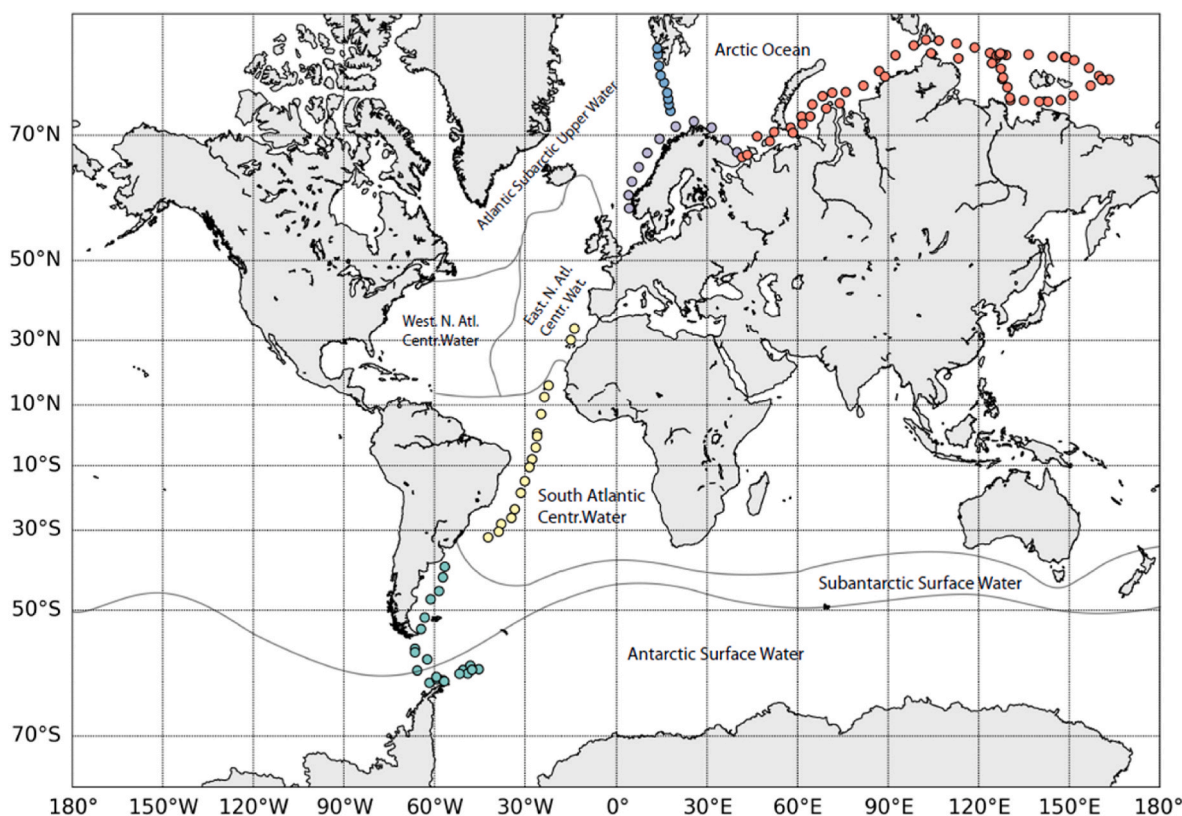 Arctic Ocean
Atlantic Subarctic Upper Water
70°N
50°N
East. N. Atl.
Centr. Wat.
West. N. Atl.
Centr.Water
30°N
10°N
10°S
South Atlantic
Centr.Water
30°S
Subantarctic Surface Water
50°S
Antarctic Surface Water
70°S
180° 150°W 120°W 90°W 60°W 30°W 0° 30°E 60°E 90°E 120°E 150°E 180°